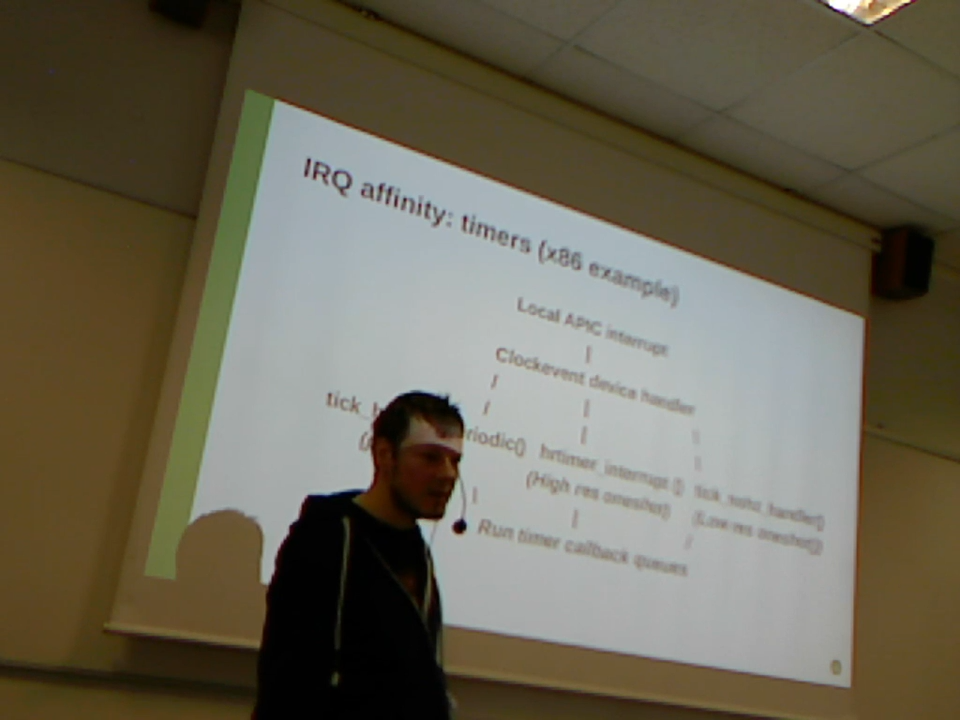 IRQ affinity: timers (x86 example)
Local APIC interrupt
|
Clockevent device handler
/ | \
/ | \
riodic() hrtimer_interrupt () tick_nohz_handler()
(High res oneshot) (Low res oneshot))
| | /
Run timer callback queues